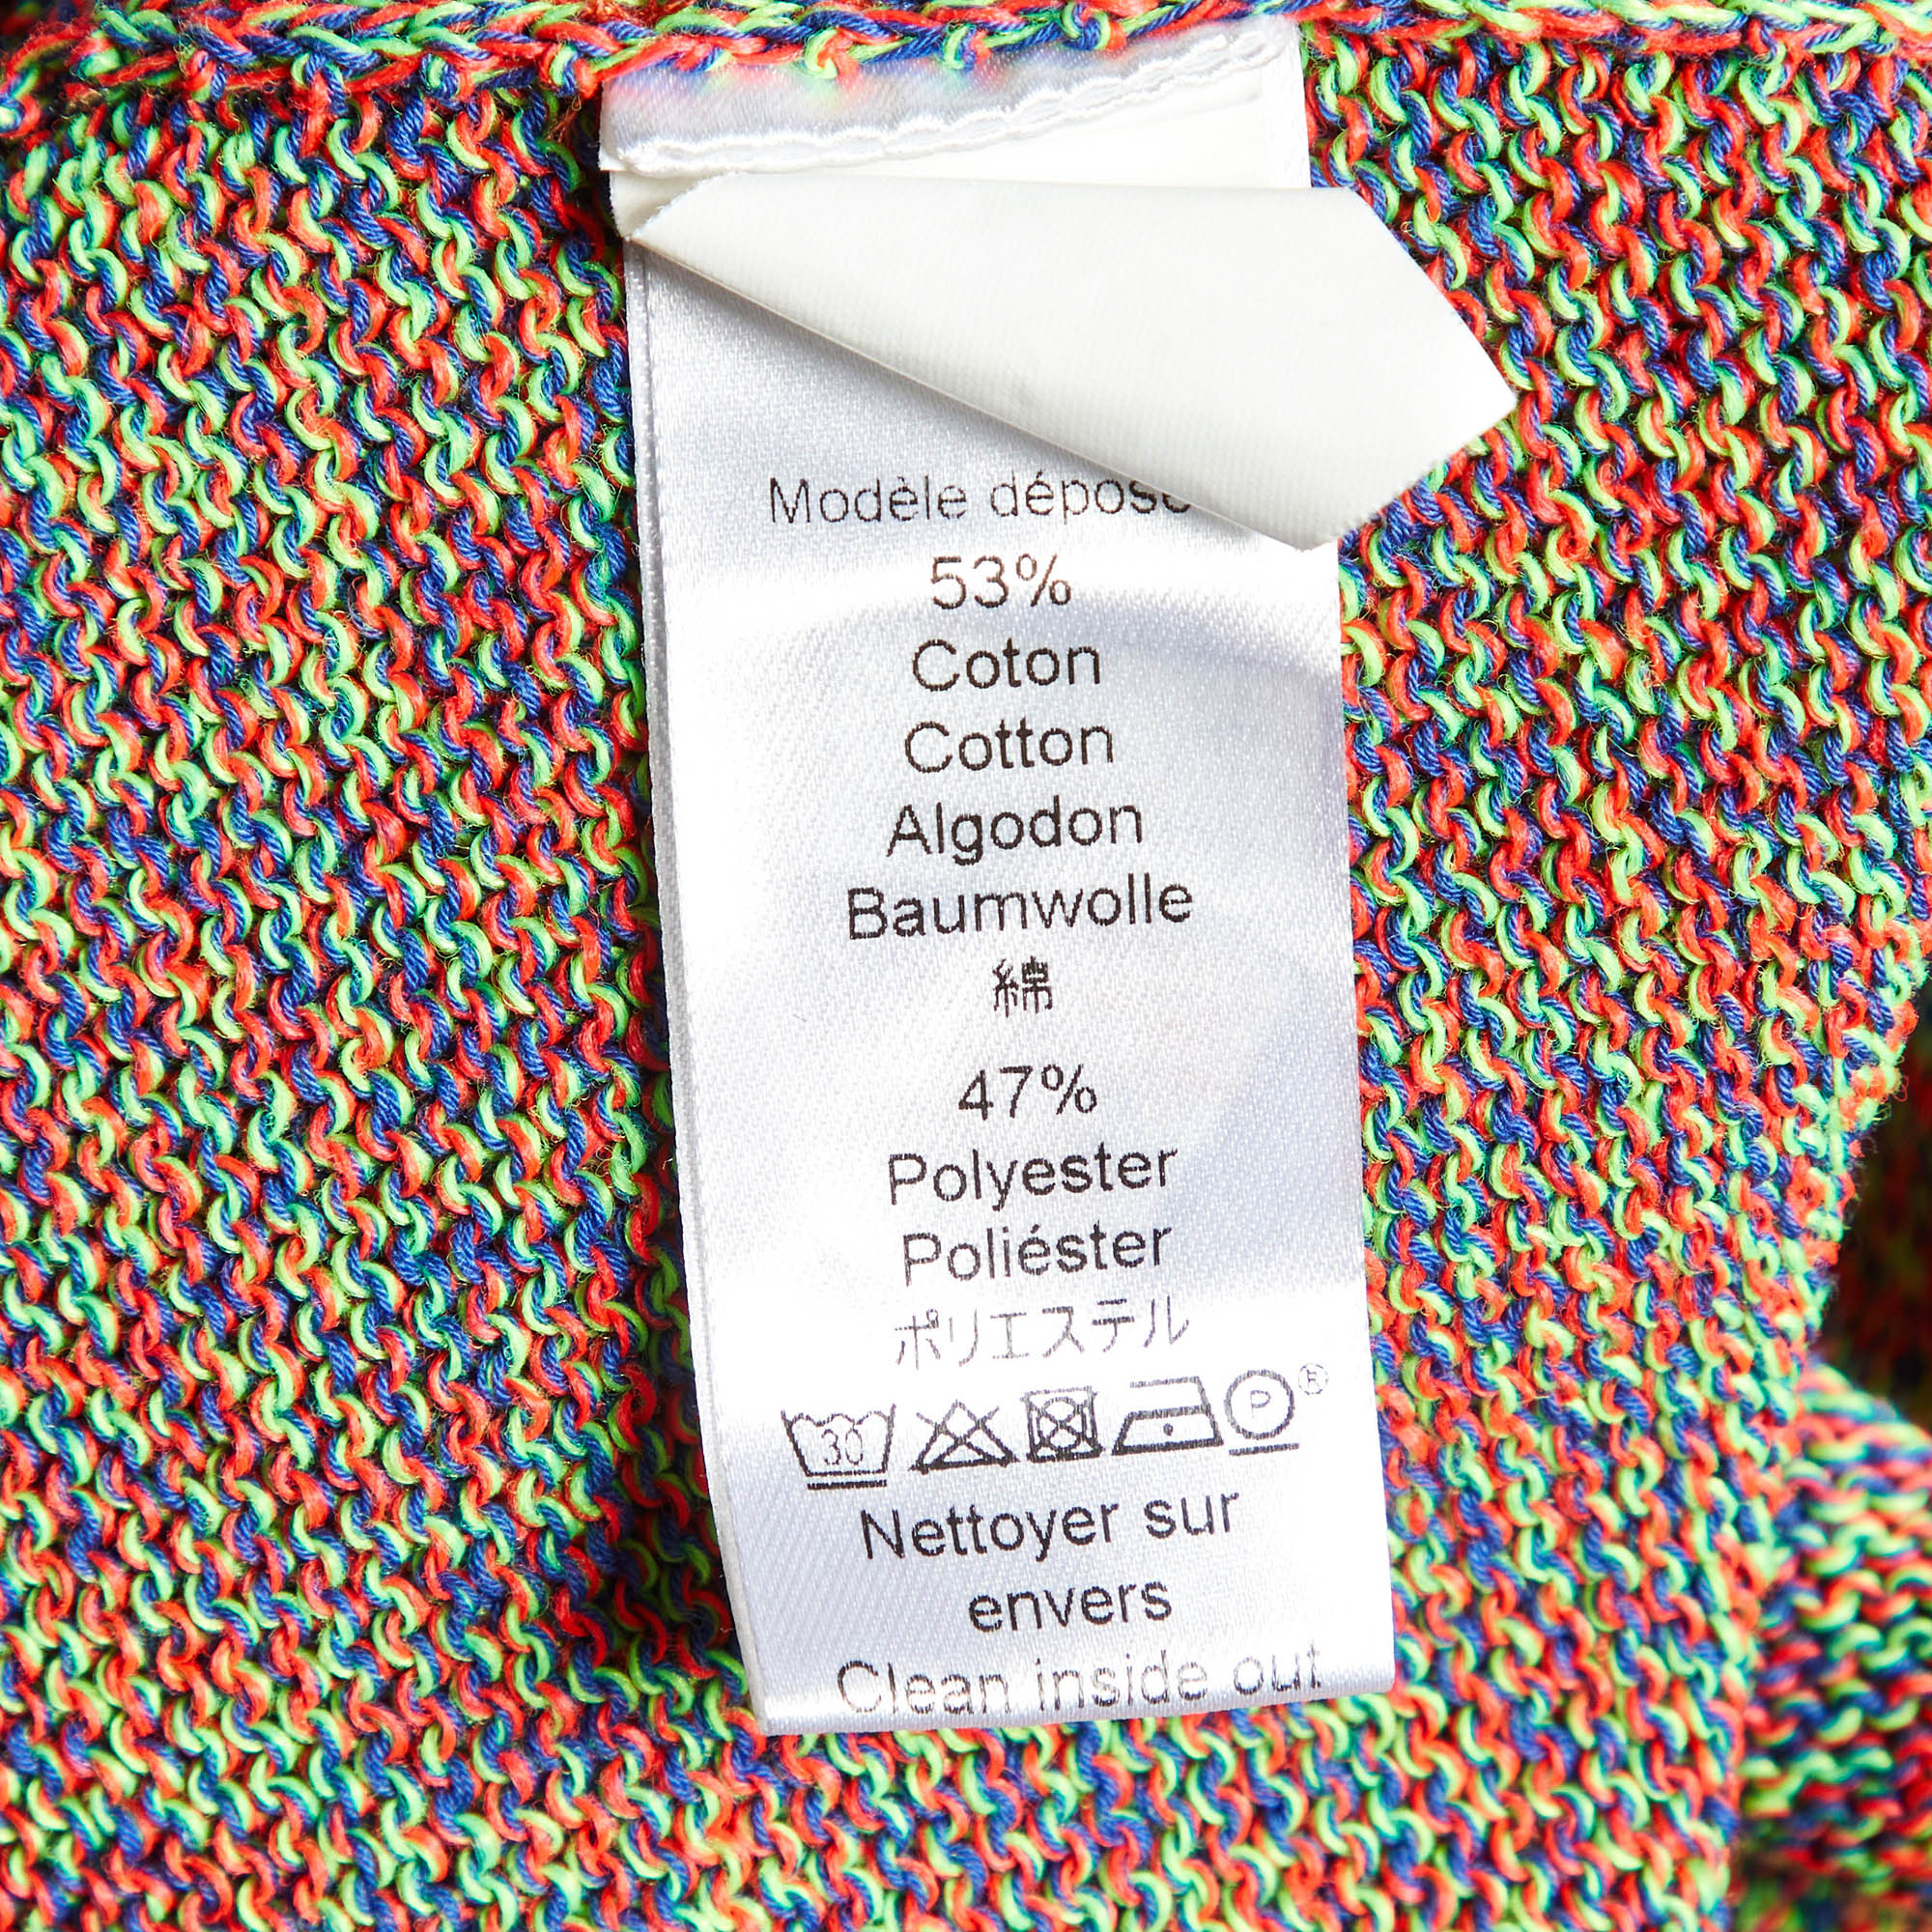 Modèle déposé
53%
Coton
Cotton
Algodon
Baumwolle
綿
47%
Polyester
Poliéster
ポリエステル
30 P ®
Nettoyer sur
envers
Clean inside out